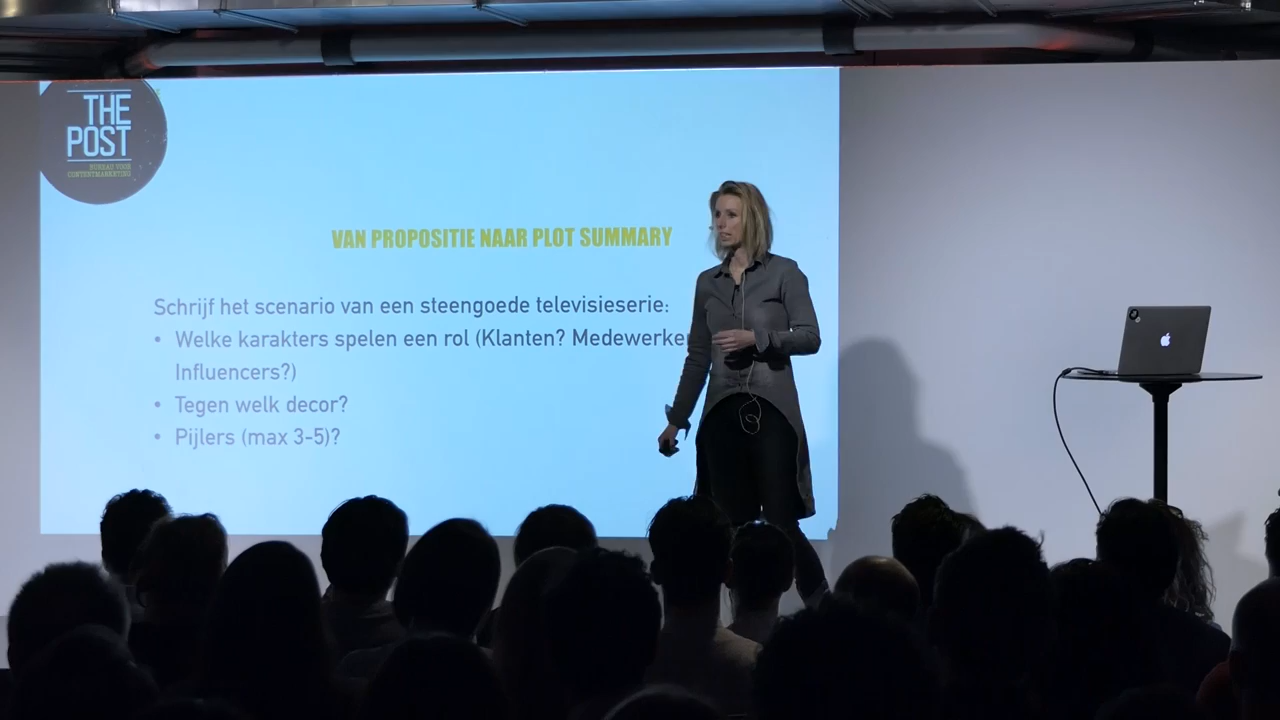 THE
POST
BUREAU VOOR
CONTENTMARKETING
VAN PROPOSITIE NAAR PLOT SUMMARY
Schrijf het scenario van een steengoede televisieserie:
• Welke karakters spelen een rol (Klanten? Medewerker
Influencers?)
• Tegen welk decor?
• Pijlers (max 3-5)?